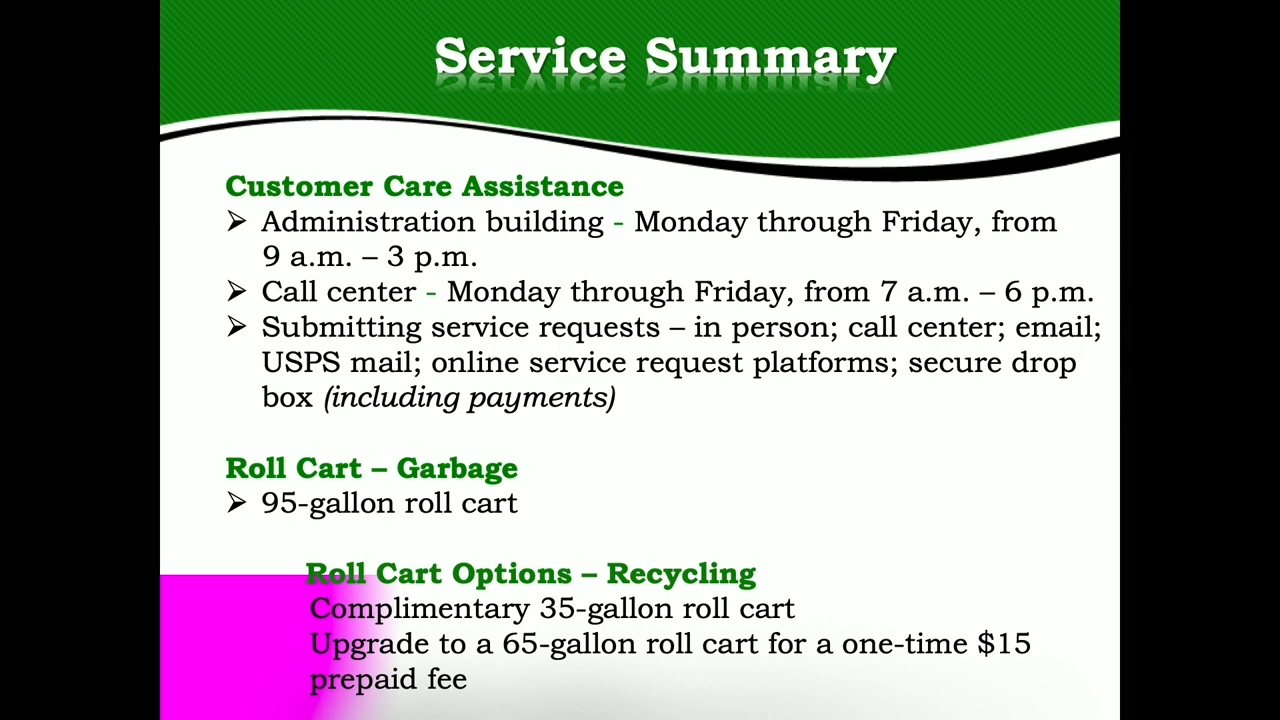 Service Summary
Customer Care Assistance
➢ Administration building - Monday through Friday, from
9 a.m. – 3 p.m.
➢ Call center - Monday through Friday, from 7 a.m. – 6 p.m.
➢ Submitting service requests – in person; call center; email;
USPS mail; online service request platforms; secure drop
box (including payments)
Roll Cart – Garbage
➢ 95-gallon roll cart
Roll Cart Options – Recycling
Complimentary 35-gallon roll cart
Upgrade to a 65-gallon roll cart for a one-time $15
prepaid fee